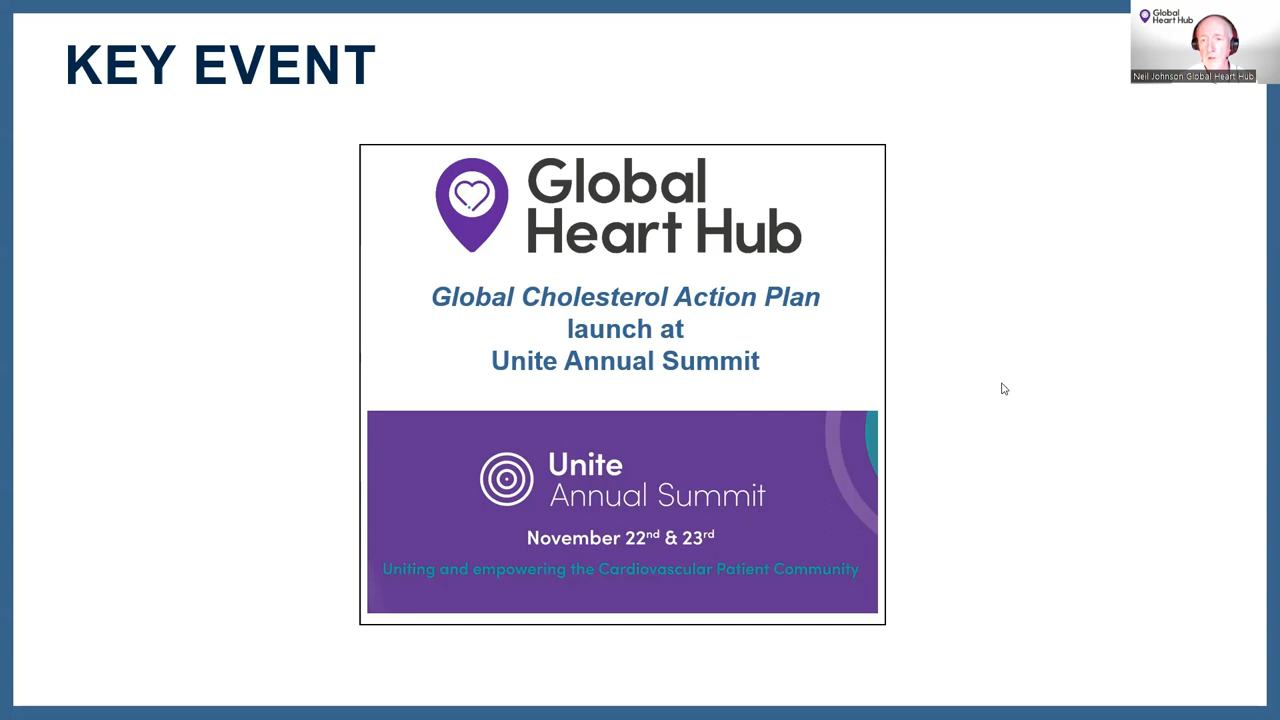 KEY EVENT
Global
Heart Hub
Neil Johnson Global Heart Hub
Global
Heart Hub
Global Cholesterol Action Plan
launch at
Unite Annual Summit
Unite
Annual Summit
November 22nd & 23rd
Uniting and empowering the Cardiovascular Patient Community